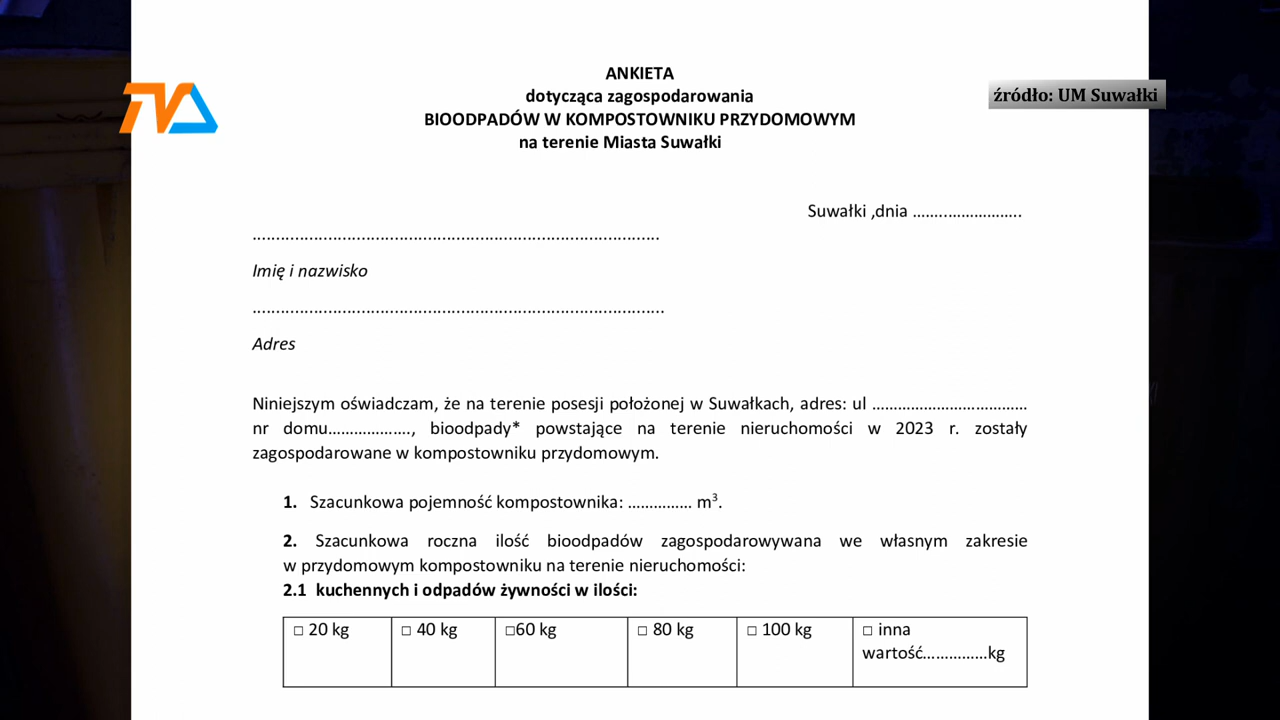 ANKIETA
dotycząca zagospodarowania
BIOODPADÓW W KOMPOSTOWNIKU PRZYDOMOWYM
na terenie Miasta Suwałki
TVA
źródło: UM Suwałki
Suwałki ,dnia ……..……………..
……………………………………………………………………………
Imię i nazwisko
…………………………………………………………………………….
Adres
Niniejszym oświadczam, że na terenie posesji położonej w Suwałkach, adres: ul ……………………………
nr domu………………., bioodpady* powstające na terenie nieruchomości w 2023 r. zostały
zagospodarowane w kompostowniku przydomowym.
1. Szacunkowa pojemność kompostownika: ………….. m³.
2. Szacunkowa roczna ilość bioodpadów zagospodarowywana we własnym zakresie
w przydomowym kompostowniku na terenie nieruchomości:
2.1 kuchennych i odpadów żywności w ilości:
□ 20 kg □ 40 kg □60 kg □ 80 kg □ 100 kg □ inna
wartość…………..kg